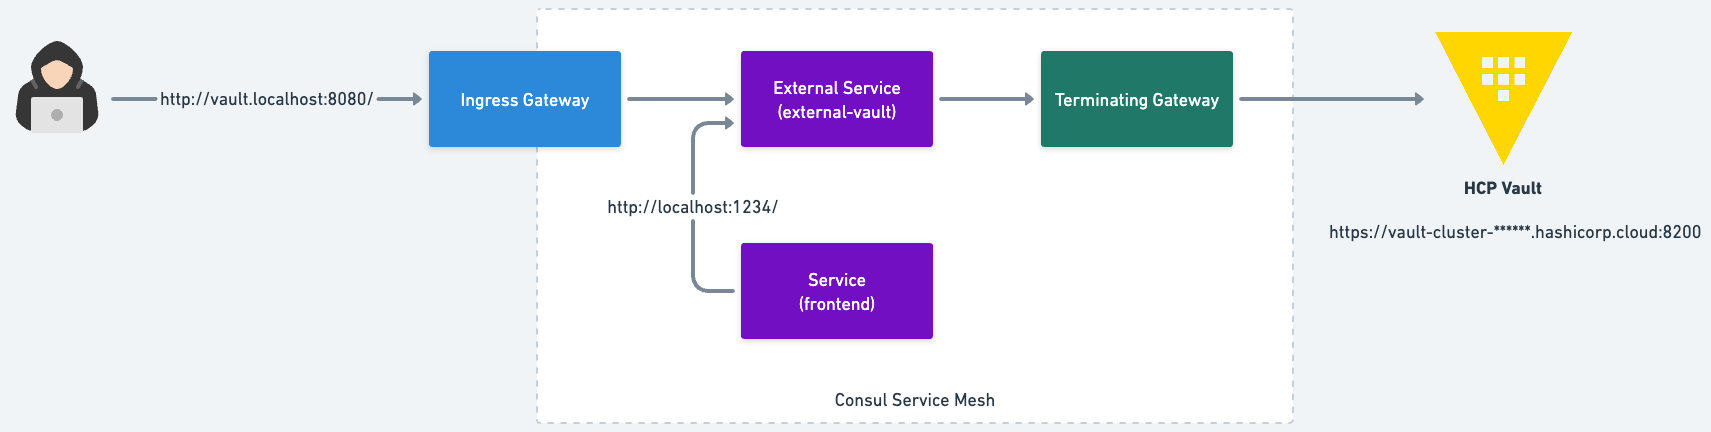 http://vault.localhost:8080/
Ingress Gateway
External Service
(external-vault)
Terminating Gateway
HCP Vault
https://vault-cluster-******.hashicorp.cloud:8200
http://localhost:1234/
Service
(frontend)
Consul Service Mesh